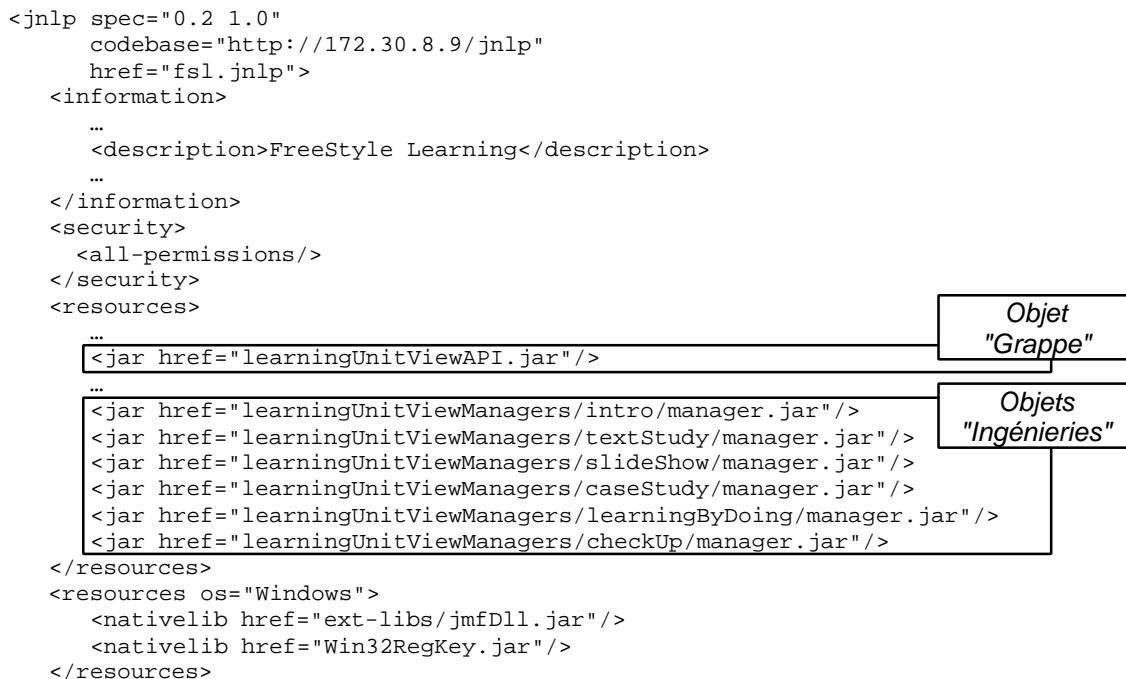 <jnlp spec="0.2 1.0"
codebase="http://172.30.8.9/jnlp"
href="fsl.jnlp">
<information>
…
<description>FreeStyle Learning</description>
…
</information>
<security>
<all-permissions/>
</security>
<resources>
…
Objet
"Grappe"
<jar href="learningUnitViewAPI.jar"/>
…
Objets
"Ingénieries"
<jar href="learningUnitViewManagers/intro/manager.jar"/>
<jar href="learningUnitViewManagers/textStudy/manager.jar"/>
<jar href="learningUnitViewManagers/slideShow/manager.jar"/>
<jar href="learningUnitViewManagers/caseStudy/manager.jar"/>
<jar href="learningUnitViewManagers/learningByDoing/manager.jar"/>
<jar href="learningUnitViewManagers/checkUp/manager.jar"/>
</resources>
<resources os="Windows">
<nativelib href="ext-libs/jmfDll.jar"/>
<nativelib href="Win32RegKey.jar"/>
</resources>